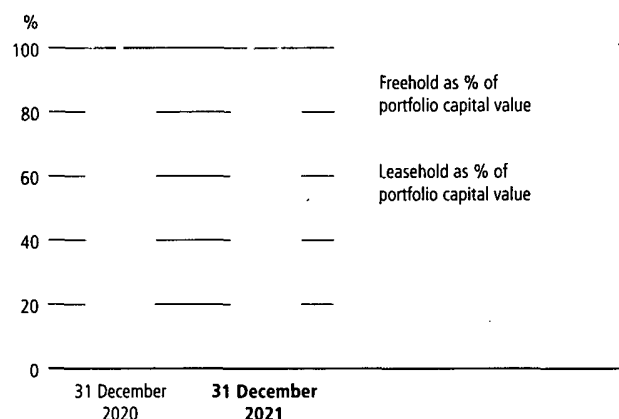 %
100
80
60
40
20
0
Freehold as % of
portfolio capital value
Leasehold as % of
portfolio capital value
31 December
2020
31 December
2021